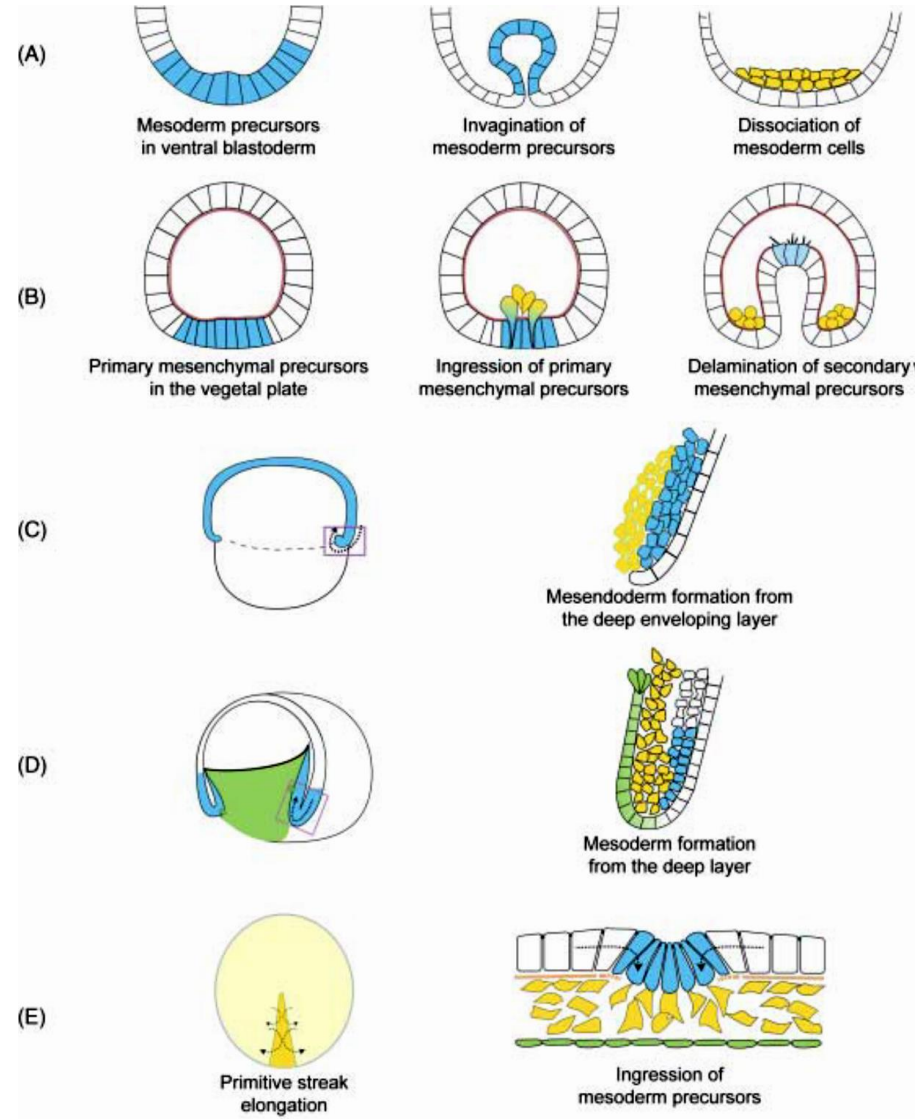 (A)
Mesoderm precursors
in ventral blastoderm
Invagination of
mesoderm precursors
Dissociation of
mesoderm cells
(B)
Primary mesenchymal precursors
in the vegetal plate
Ingression of primary
mesenchymal precursors
Delamination of secondary
mesenchymal precursors
(C)
Mesendoderm formation from
the deep enveloping layer
(D)
Mesoderm formation
from the deep layer
(E)
Primitive streak
elongation
Ingression of
mesoderm precursors